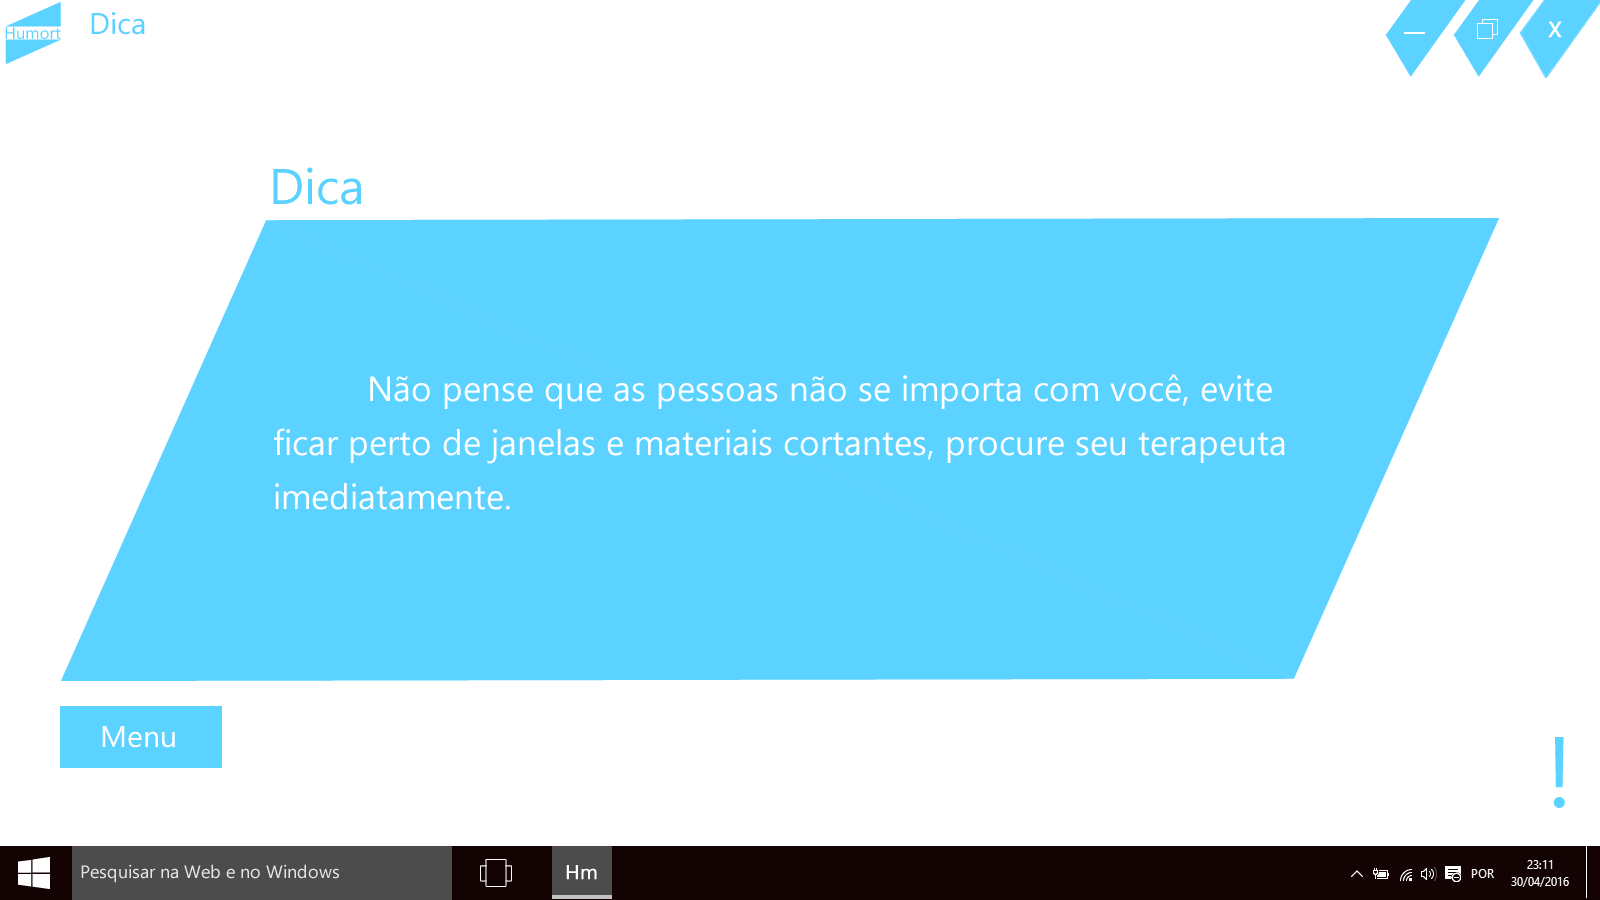 Humort
Dica
X
Dica
Não pense que as pessoas não se importa com você, evite
ficar perto de janelas e materiais cortantes, procure seu terapeuta
imediatamente.
Menu
!
Pesquisar na Web e no Windows
Hm
POR
23:11
30/04/2016